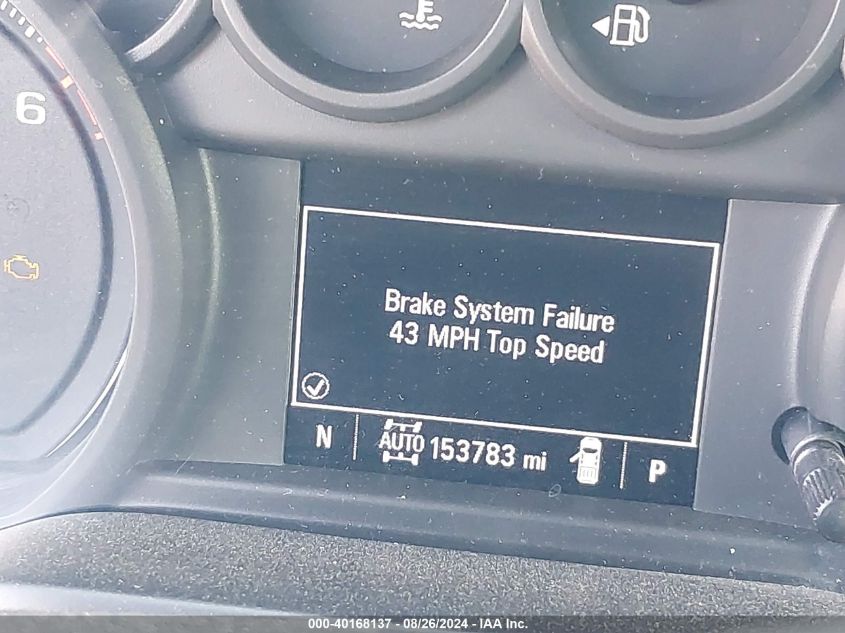 6
Brake System Failure
43 MPH Top Speed
N AUTO 153783 mi P
000-40168137 - 08/26/2024 - IAA Inc.